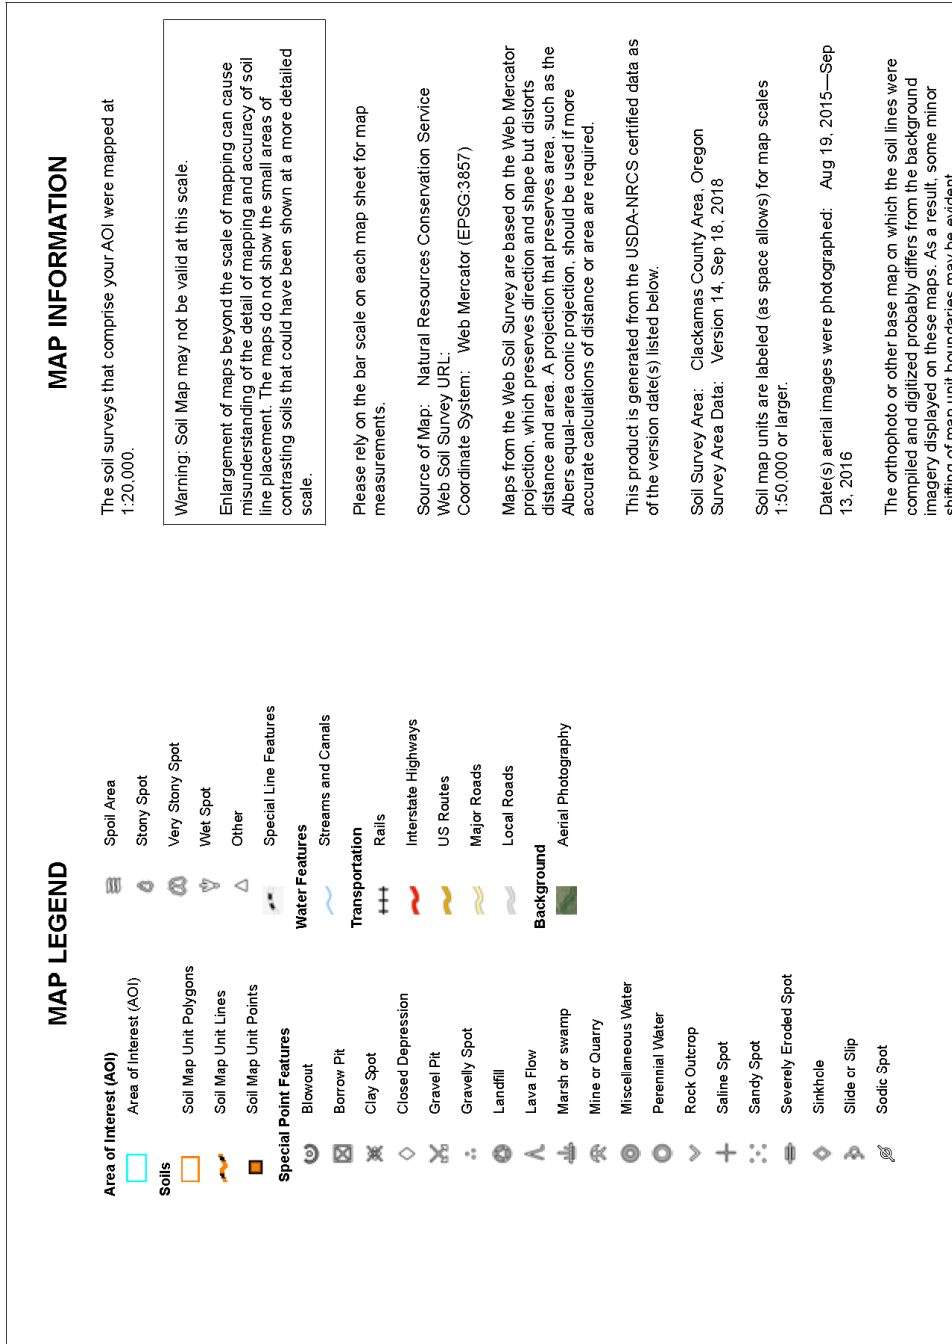 MAP LEGEND
Area of Interest (AOI)
Area of Interest (AOI)
Soils
Soil Map Unit Polygons
Soil Map Unit Lines
Soil Map Unit Points
Special Point Features
Blowout
Borrow Pit
Clay Spot
Closed Depression
Gravel Pit
Gravelly Spot
Landfill
Lava Flow
Marsh or swamp
Mine or Quarry
Miscellaneous Water
Perennial Water
Rock Outcrop
Saline Spot
Sandy Spot
Severely Eroded Spot
Sinkhole
Slide or Slip
Sodic Spot
Spoil Area
Stony Spot
Very Stony Spot
Wet Spot
Other
Special Line Features
Water Features
Streams and Canals
Transportation
Rails
Interstate Highways
US Routes
Major Roads
Local Roads
Background
Aerial Photography
MAP INFORMATION
The soil surveys that comprise your AOI were mapped at
1:20,000.
Warning: Soil Map may not be valid at this scale.
Enlargement of maps beyond the scale of mapping can cause
misunderstanding of the detail of mapping and accuracy of soil
line placement. The maps do not show the small areas of
contrasting soils that could have been shown at a more detailed
scale.
Please rely on the bar scale on each map sheet for map
measurements.
Source of Map: Natural Resources Conservation Service
Web Soil Survey URL:
Coordinate System: Web Mercator (EPSG:3857)
Maps from the Web Soil Survey are based on the Web Mercator
projection, which preserves direction and shape but distorts
distance and area. A projection that preserves area, such as the
Albers equal-area conic projection, should be used if more
accurate calculations of distance or area are required.
This product is generated from the USDA-NRCS certified data as
of the version date(s) listed below.
Soil Survey Area: Clackamas County Area, Oregon
Survey Area Data: Version 14, Sep 18, 2018
Soil map units are labeled (as space allows) for map scales
1:50,000 or larger.
Date(s) aerial images were photographed: Aug 19, 2015—Sep
13, 2016
The orthophoto or other base map on which the soil lines were
compiled and digitized probably differs from the background
imagery displayed on these maps. As a result, some minor
shifting of map unit boundaries may be evident.